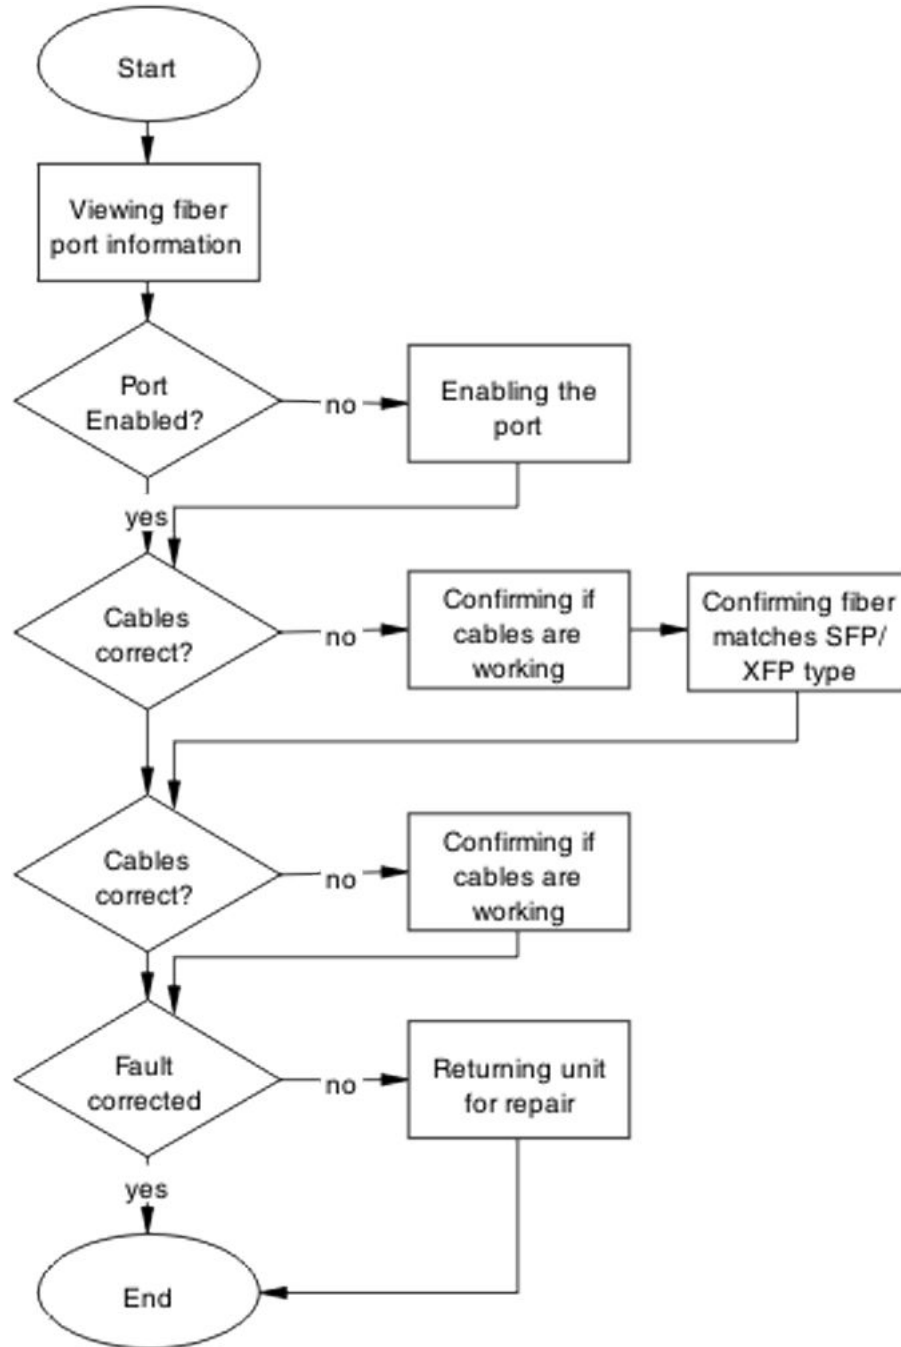 Start
Viewing fiber
port information
Port
Enabled?
no
Enabling the
port
yes
Cables
correct?
no
Confirming if
cables are
working
Confirming fiber
matches SFP/
XFP type
Cables
correct?
no
Confirming if
cables are
working
Fault
corrected
no
Returning unit
for repair
yes
End